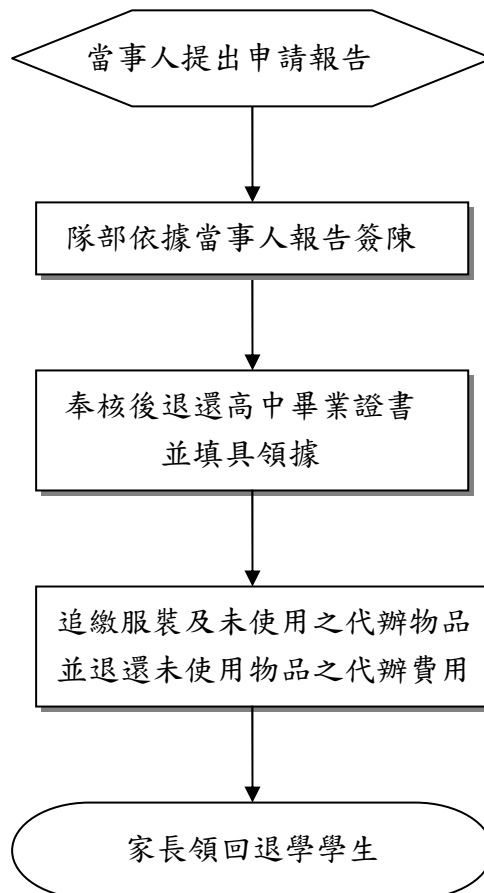 當事人提出申請報告
隊部依據當事人報告簽陳
奉核後退還高中畢業證書
並填具領據
追繳服裝及未使用之代辦物品
並退還未使用物品之代辦費用
家長領回退學學生